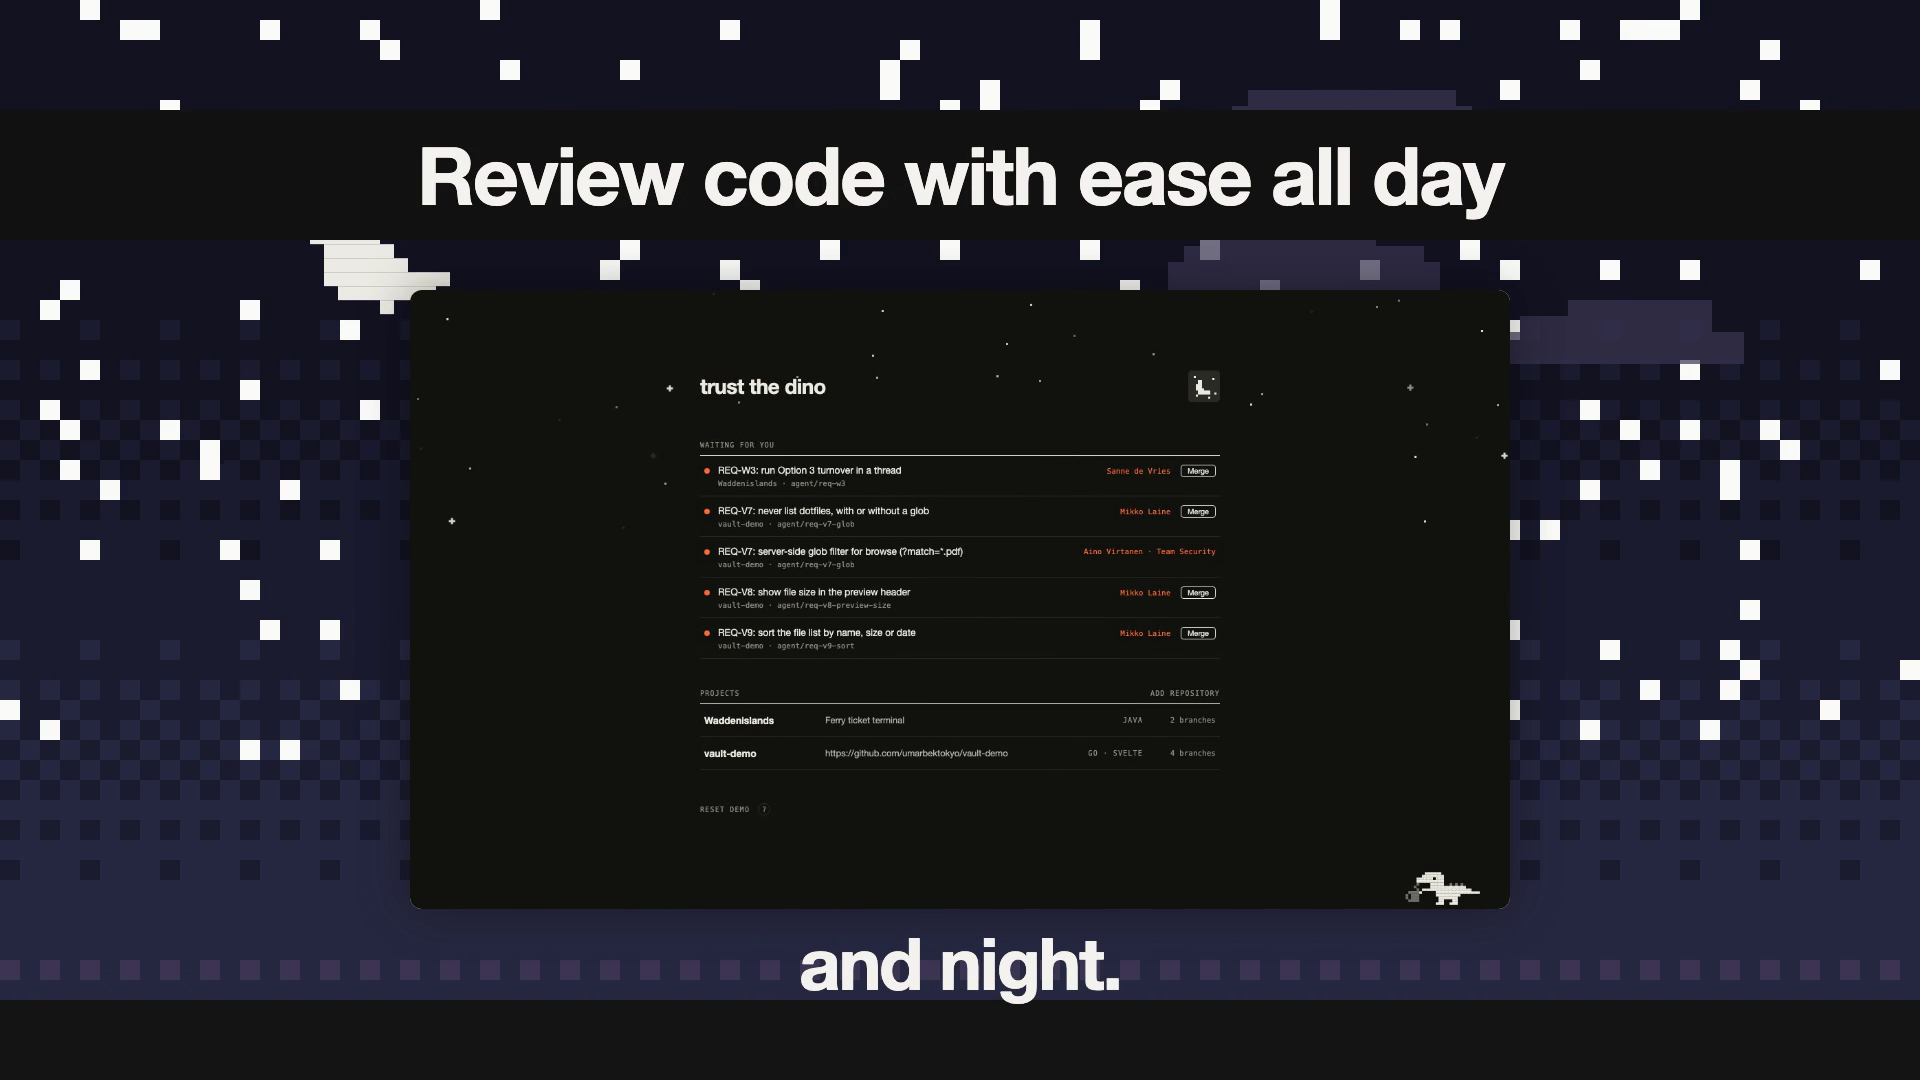 Review code with ease all day
trust the dino
WAITING FOR YOU
REQ-W3: run Option 3 turnover in a thread
Sanne de Vries
Merge
Waddenislands · agent/req-w3
REQ-V7: never list dotfiles, with or without a glob
Mikko Laine
Merge
vault-demo · agent/req-v7-glob
REQ-V7: server-side glob filter for browse (?match=*.pdf)
Aino Virtanen · Team Security
vault-demo · agent/req-v7-glob
REQ-V8: show file size in the preview header
Mikko Laine
Merge
vault-demo · agent/req-v8-preview-size
REQ-V9: sort the file list by name, size or date
Mikko Laine
Merge
vault-demo · agent/req-v9-sort
PROJECTS
ADD REPOSITORY
Waddenislands
Ferry ticket terminal
JAVA
2 branches
vault-demo
https://github.com/umarbektokyo/vault-demo
GO · SVELTE
4 branches
RESET DEMO
?
and night.